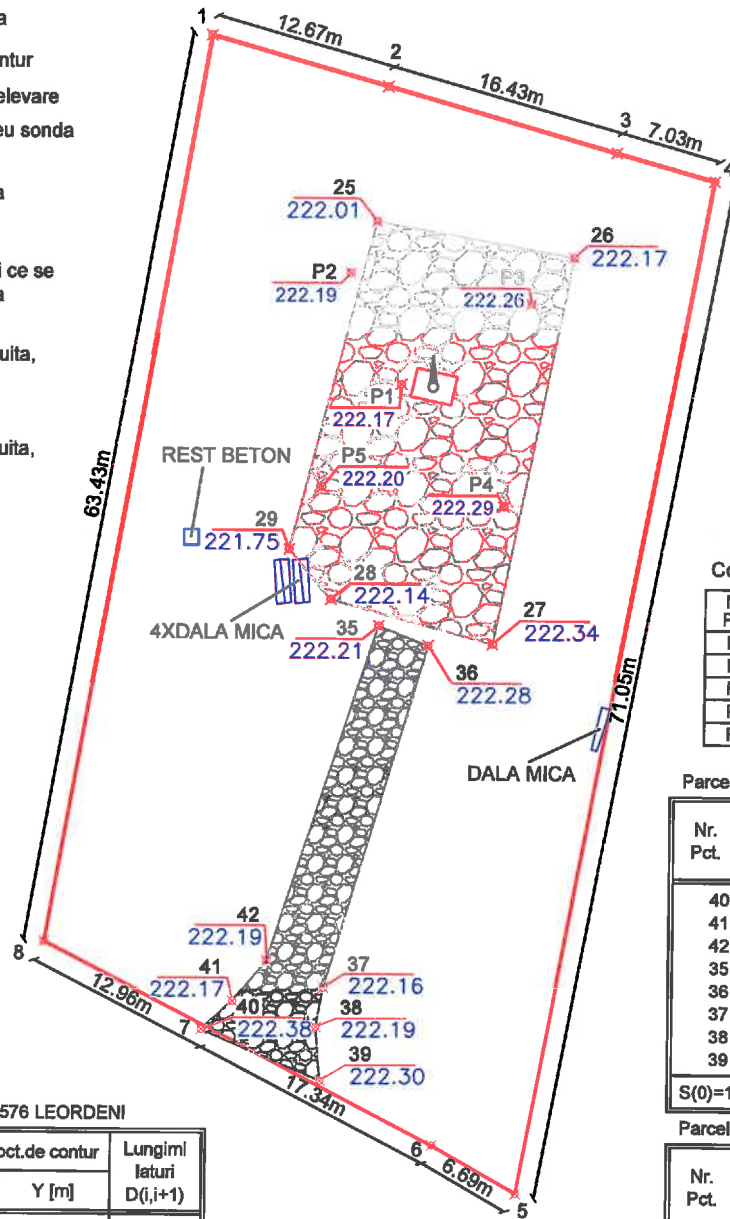 a
ntur
elevare
eu sonda
a
i ce se
a
uita,
uita,
1
12.67m
2
16.43m
3
7.03m
4
25
222.01
26
222.17
P2
222.19
P3
222.26
P1
222.17
P5
222.20
P4
222.29
REST BETON
63.43m
29
221.75
28
222.14
4XDALA MICA
27
222.34
35
222.21
36
222.28
71.05m
DALA MICA
42
222.19
41
222.17
37
222.16
8
12.96m
7
40
222.38
38
222.19
39
222.30
17.34m
6
6.69m
5
Co
Parce
Nr.
Pct.
40
41
42
35
36
37
38
39
S(0)=1
Parcel
Nr.
Pct.
576 LEORDENI
oct.de contur
Lungimi
laturi
D(i,i+1)
Y [m]